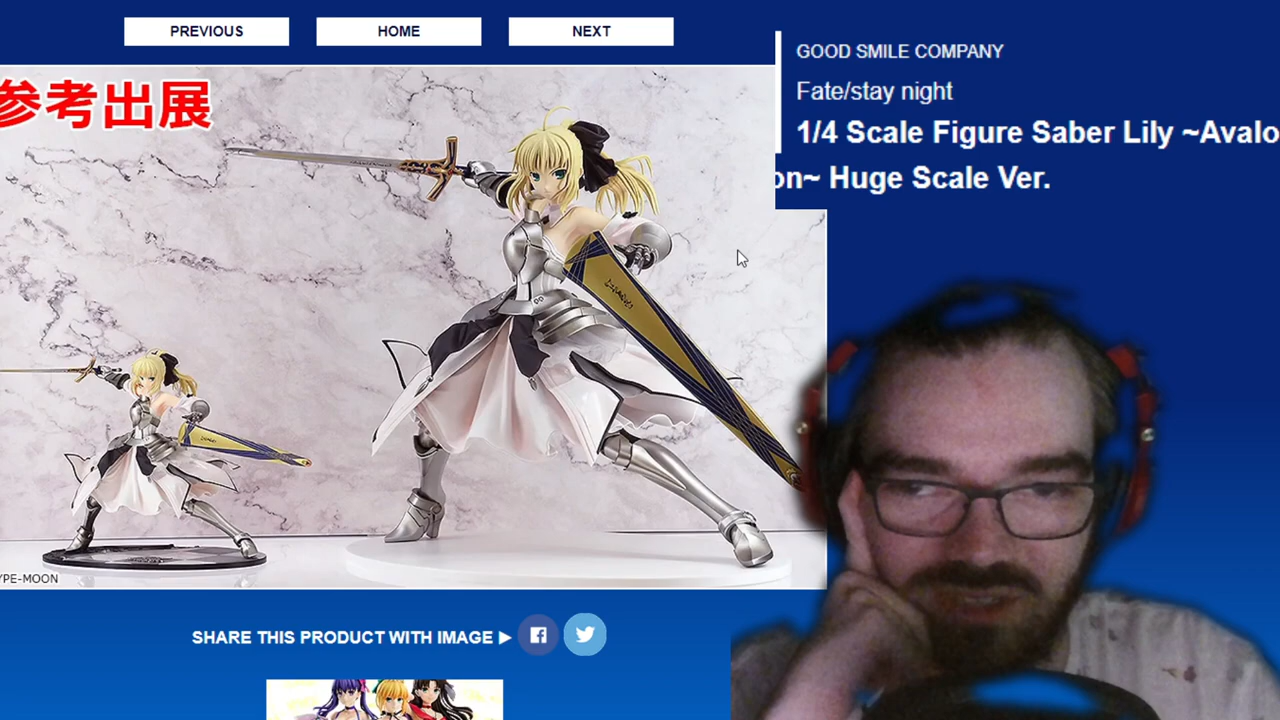 PREVIOUS
HOME
NEXT
参考出展
GOOD SMILE COMPANY
Fate/stay night
1/4 Scale Figure Saber Lily ~Avalo
on~ Huge Scale Ver.
YPE-MOON
SHARE THIS PRODUCT WITH IMAGE ▶